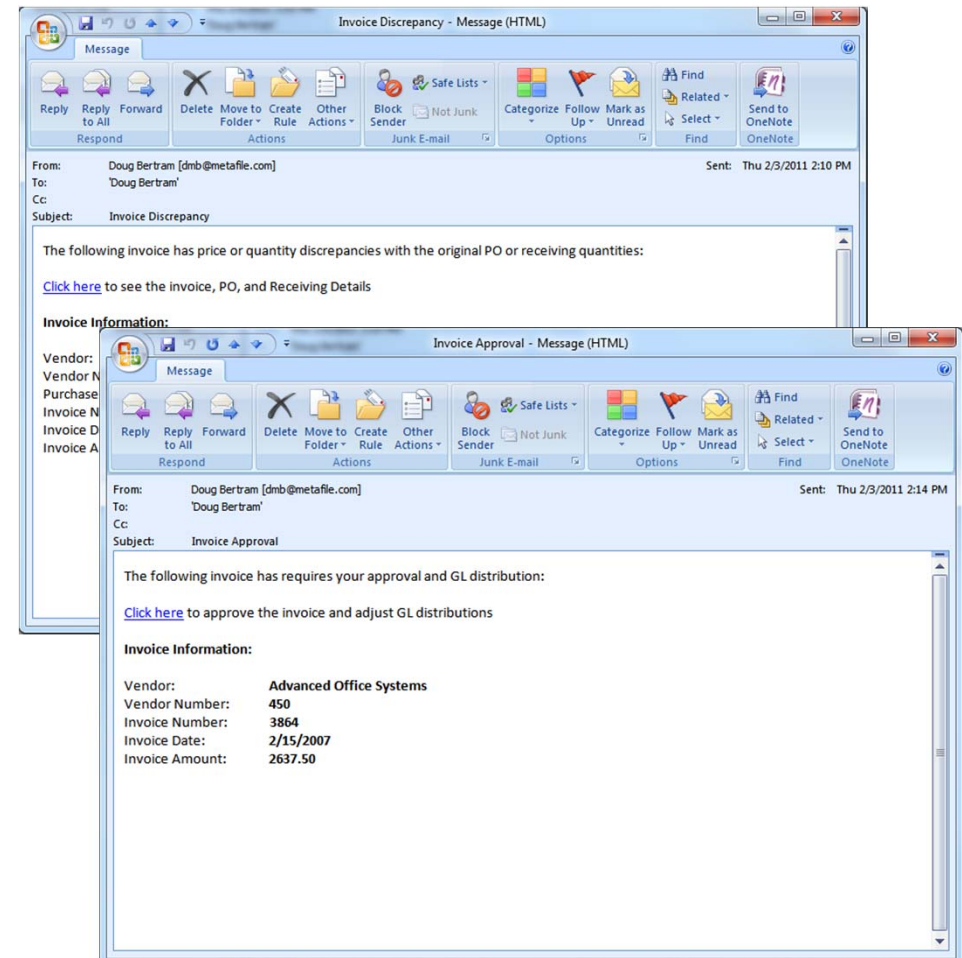 Invoice Discrepancy - Message (HTML)
Message
Reply Reply to All Forward Delete Move to Folder Create Rule Other Actions Block Sender Safe Lists Not Junk Categorize Follow Up Mark as Unread Find Related Select Send to OneNote
Respond Actions Junk E-mail Options Find OneNote
From: Doug Bertram [dmb@metafile.com] Sent: Thu 2/3/2011 2:10 PM
To: 'Doug Bertram'
Cc:
Subject: Invoice Discrepancy
The following invoice has price or quantity discrepancies with the original PO or receiving quantities:
Click here to see the invoice, PO, and Receiving Details
Invoice Information:
Vendor:
Vendor N
Purchase
Invoice N
Invoice D
Invoice A
Invoice Approval - Message (HTML)
Message
Reply Reply to All Forward Delete Move to Folder Create Rule Other Actions Block Sender Safe Lists Not Junk Categorize Follow Up Mark as Unread Find Related Select Send to OneNote
Respond Actions Junk E-mail Options Find OneNote
From: Doug Bertram [dmb@metafile.com] Sent: Thu 2/3/2011 2:14 PM
To: 'Doug Bertram'
Cc:
Subject: Invoice Approval
The following invoice has requires your approval and GL distribution:
Click here to approve the invoice and adjust GL distributions
Invoice Information:
Vendor: Advanced Office Systems
Vendor Number: 450
Invoice Number: 3864
Invoice Date: 2/15/2007
Invoice Amount: 2637.50